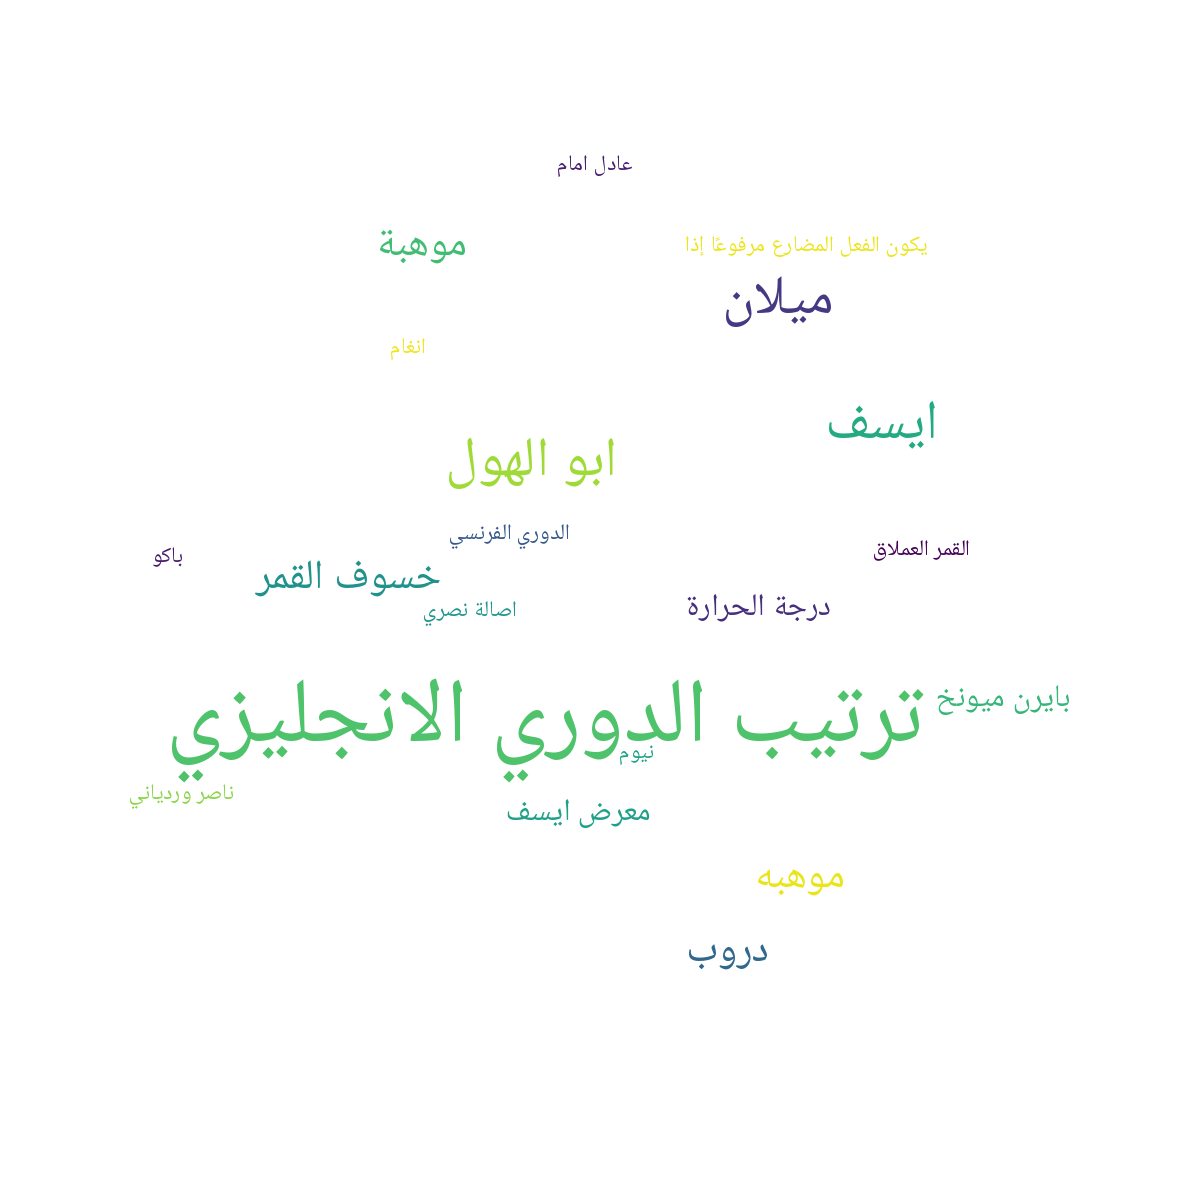 عادل امام
موهبة
يكون الفعل المضارع مرفوعًا إذا
ميلان
انغام
ايسف
ابو الهول
الدوري الفرنسي
القمر العملاق
باكو
خسوف القمر
درجة الحرارة
اصالة نصري
بايرن ميونخ
ترتيب الدوري الانجليزي
نيوم
ناصر وردياني
معرض ايسف
موهبه
دروب